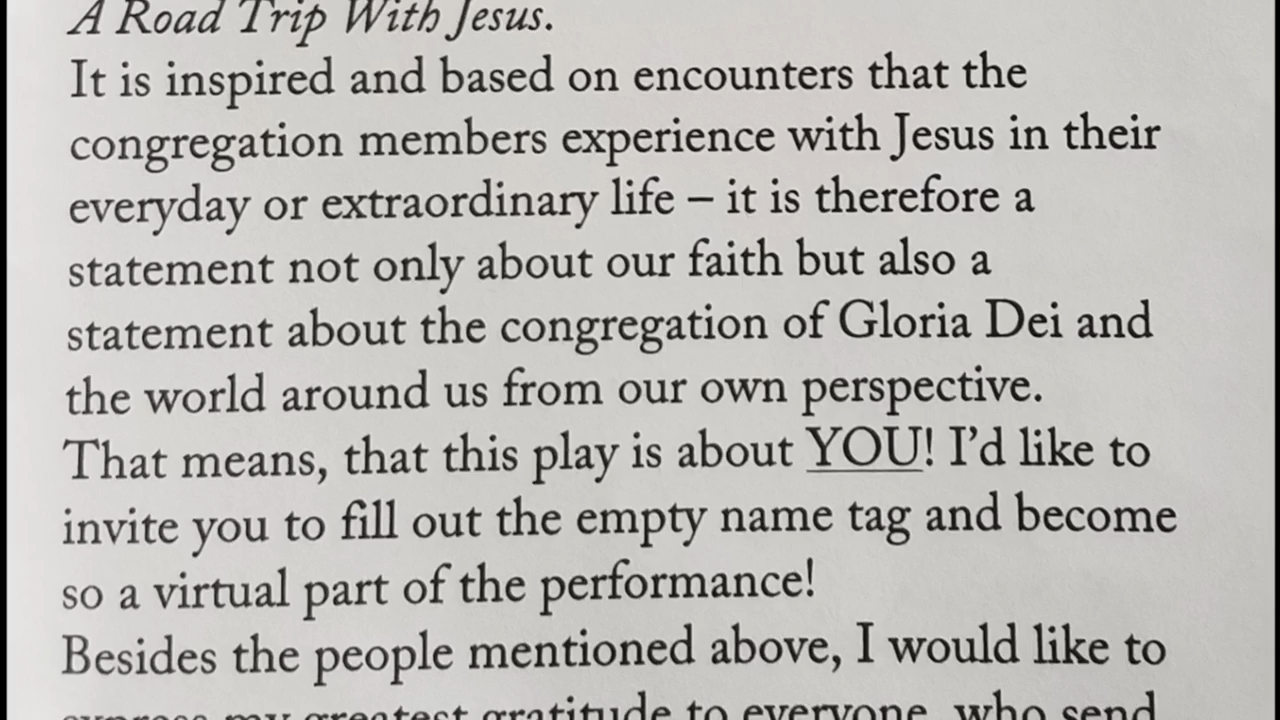 A Road Trip With Jesus.
It is inspired and based on encounters that the
congregation members experience with Jesus in their
everyday or extraordinary life – it is therefore a
statement not only about our faith but also a
statement about the congregation of Gloria Dei and
the world around us from our own perspective.
That means, that this play is about YOU! I’d like to
invite you to fill out the empty name tag and become
so a virtual part of the performance!
Besides the people mentioned above, I would like to
express my greatest gratitude to everyone, who send